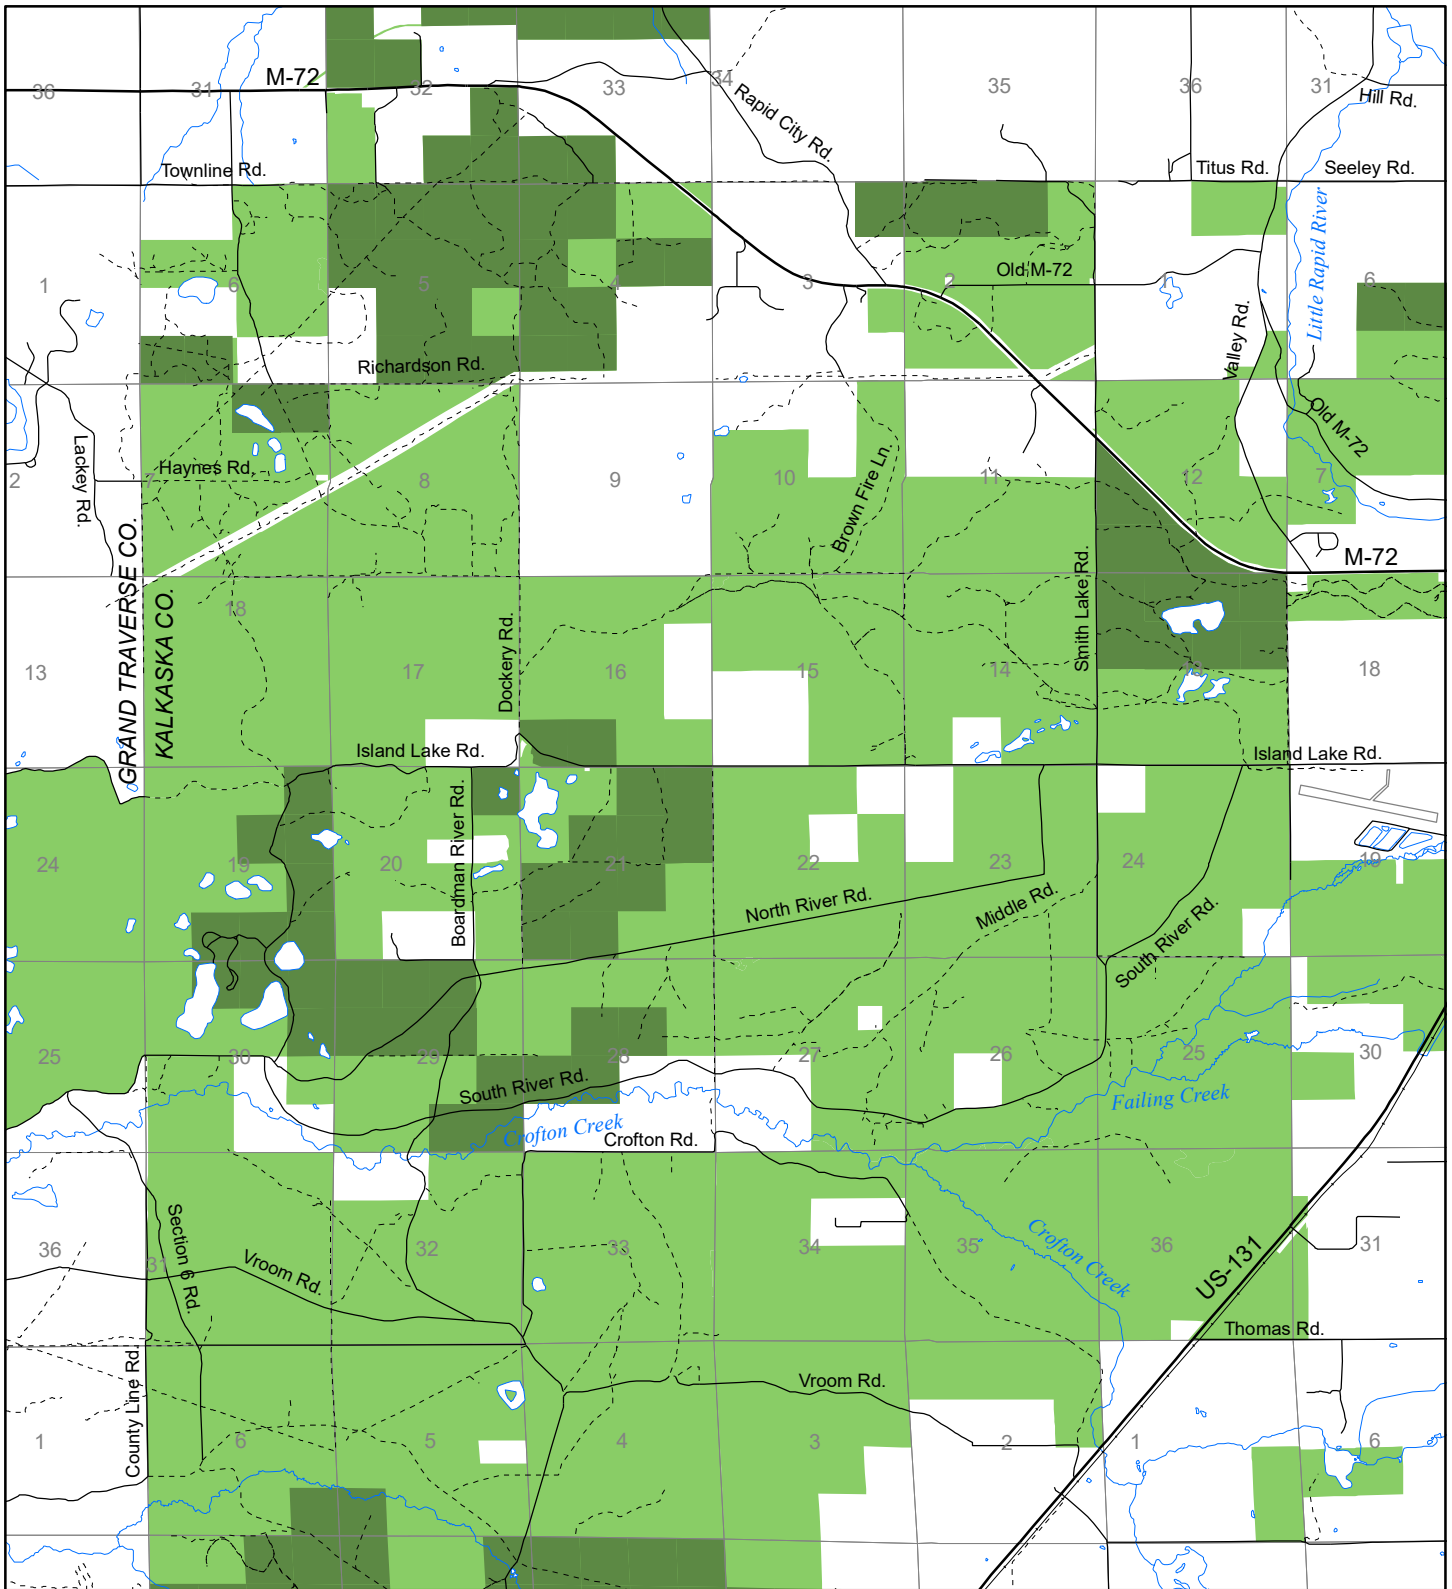 M-72
36
31
32
33
34
35
36
31
Rapid City Rd.
Hill Rd.
Townline Rd.
Titus Rd.
Seeley Rd.
Little Rapid River
1
6
5
4
3
2
Old M-72
1
6
Valley Rd.
Richardson Rd.
Old M-72
Lackey Rd.
Haynes Rd.
2
7
8
9
10
Brown Fire Ln.
11
12
7
M-72
GRAND TRAVERSE CO.
KALKASKA CO.
18
Dockery Rd.
Smith Lake Rd.
13
17
16
15
14
13
18
Island Lake Rd.
Island Lake Rd.
Boardman River Rd.
24
19
20
21
22
23
24
19
North River Rd.
Middle Rd.
South River Rd.
25
30
29
28
27
26
25
30
South River Rd.
Failing Creek
Crofton Creek
Crofton Rd.
Section 6 Rd.
36
31
32
33
34
35
36
31
Vroom Rd.
Crofton Creek
US-131
Thomas Rd.
County Line Rd.
Vroom Rd.
1
6
5
4
3
2
1
6